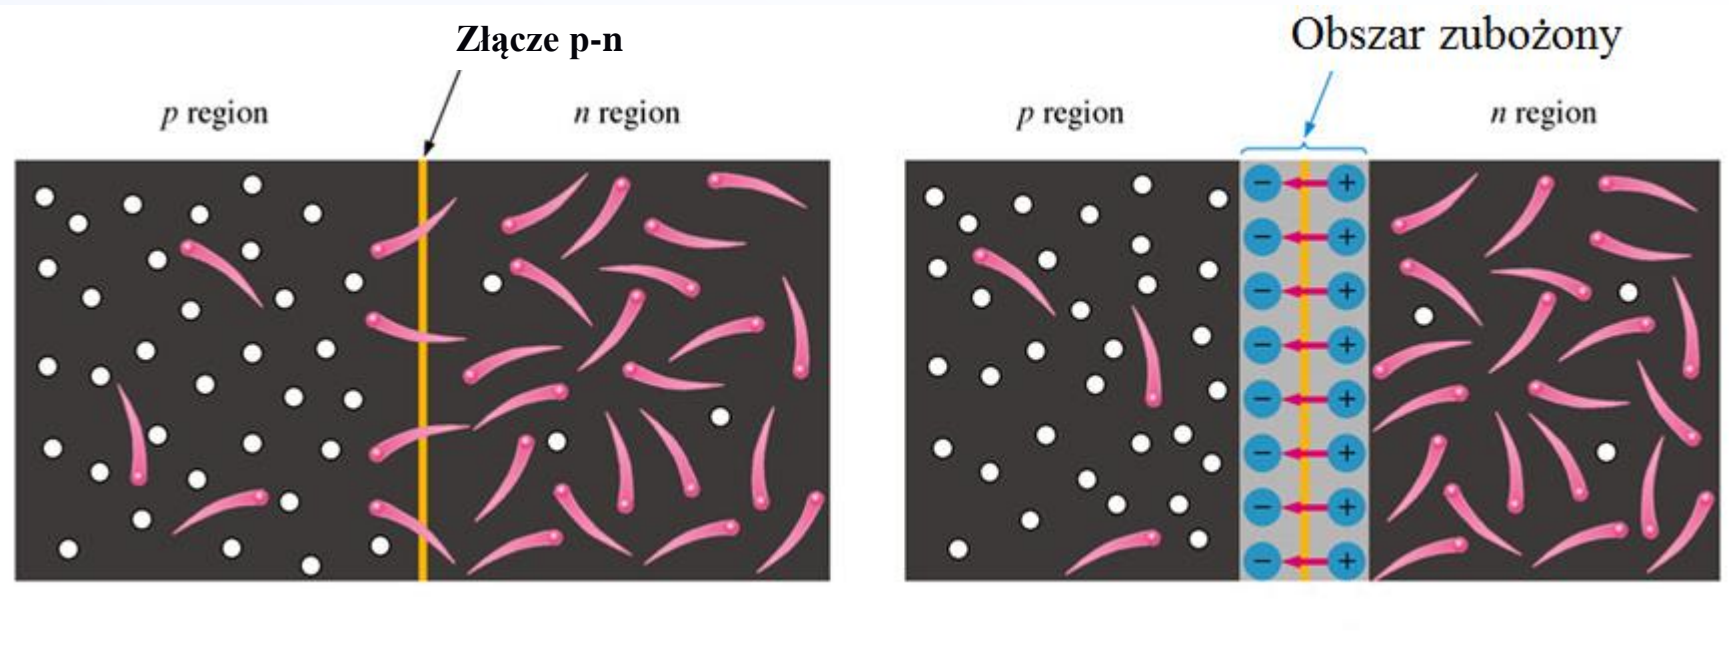 Złącze p-n
Obszar zubożony
p region
n region
p region
n region
− +
− +
− +
− +
− +
− +
− +
− +